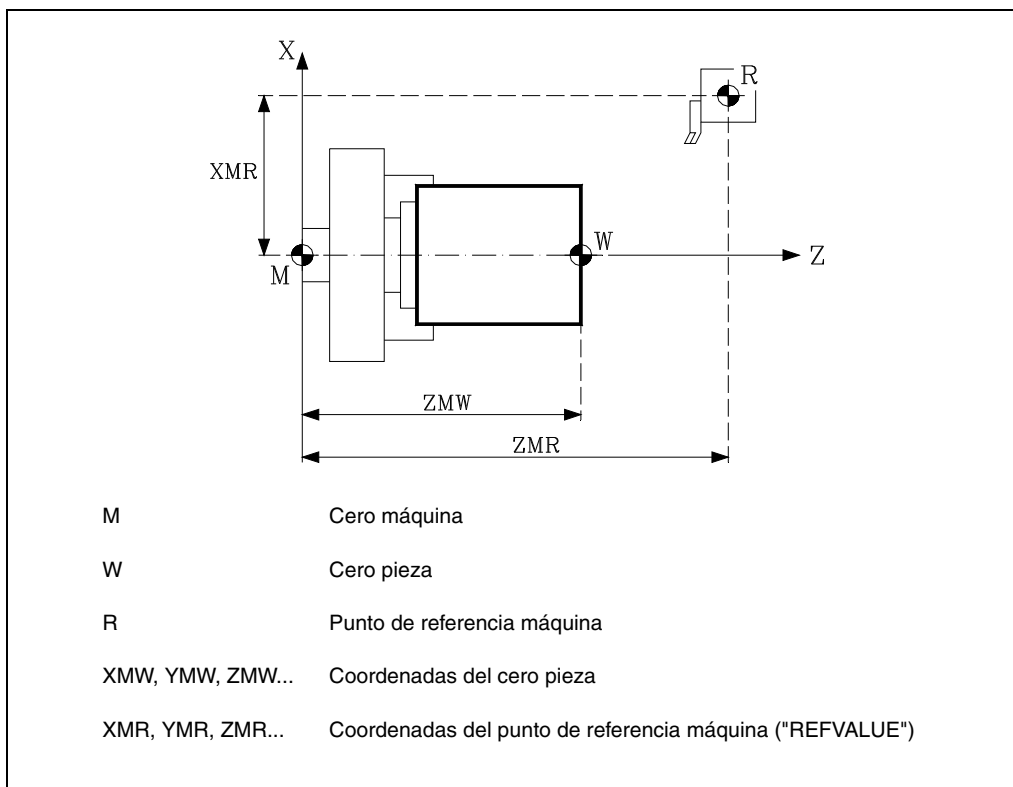 X
R
XMR
W
Z
M
ZMW
ZMR
M Cero máquina
W Cero pieza
R Punto de referencia máquina
XMW, YMW, ZMW... Coordenadas del cero pieza
XMR, YMR, ZMR... Coordenadas del punto de referencia máquina ("REFVALUE")